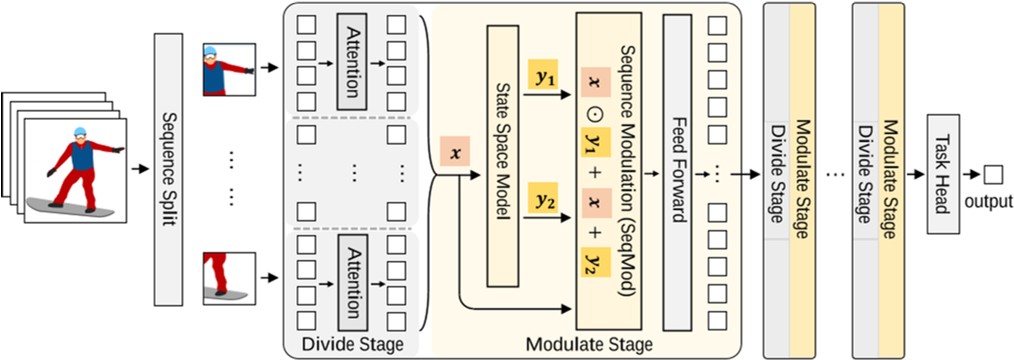 Sequence Split
...
...
Attention
...
...
...
Attention
Divide Stage
x
State Space Model
y₁
y₂
x ⊙ y₁ + x + y₂
Sequence Modulation (SeqMod)
Feed Forward
...
Modulate Stage
Divide Stage
Modulate Stage
...
Divide Stage
Modulate Stage
Task Head
output